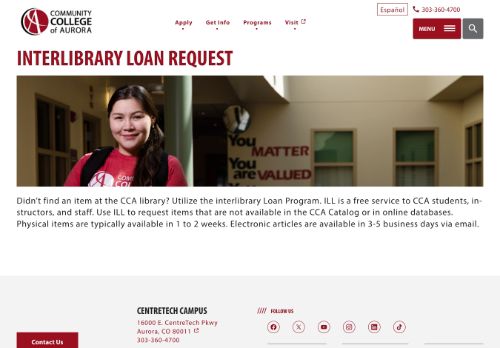 Español
303-360-4700
COMMUNITY
COLLEGE
of AURORA
Apply
Get Info
Programs
Visit
MENU
INTERLIBRARY LOAN REQUEST
You
MATTER
You are
VALUED
Didn't find an item at the CCA library? Utilize the interlibrary Loan Program. ILL is a free service to CCA students, in-
structors, and staff. Use ILL to request items that are not available in the CCA Catalog or in online databases.
Physical items are typically available in 1 to 2 weeks. Electronic articles are available in 3-5 business days via email.
CENTRETECH CAMPUS
16000 E. CentreTech Pkwy
Aurora, CO 80011
303-360-4700
//// FOLLOW US
Contact Us